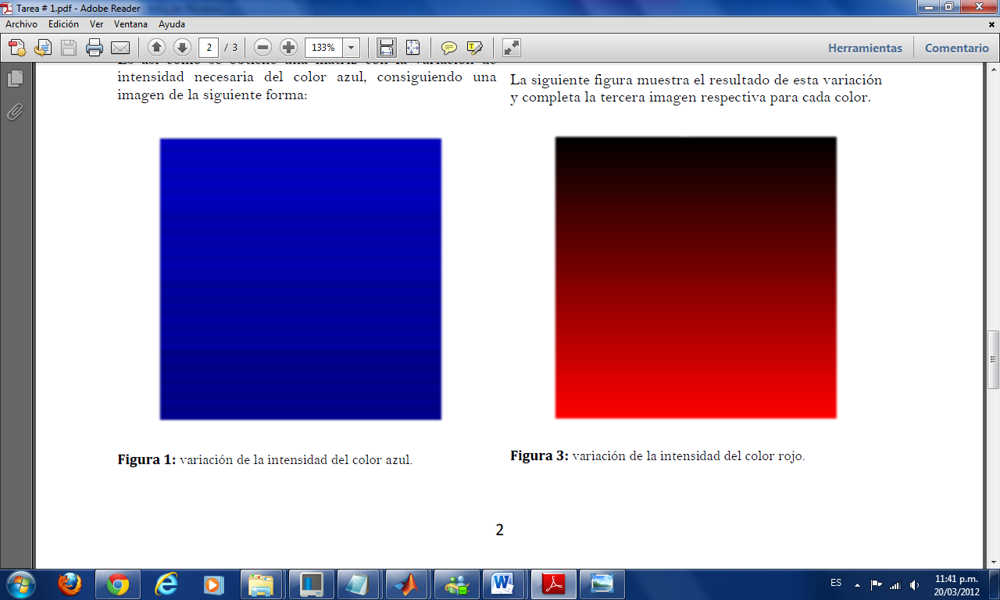 Tarea # 1.pdf - Adobe Reader
Archivo Edición Ver Ventana Ayuda
2 / 3 133% Herramientas Comentario
Es así como se obtiene una matriz con la variación de
intensidad necesaria del color azul, consiguiendo una
imagen de la siguiente forma:
Figura 1: variación de la intensidad del color azul.
La siguiente figura muestra el resultado de esta variación
y completa la tercera imagen respectiva para cada color.
Figura 3: variación de la intensidad del color rojo.
2
ES 11:41 p.m.
20/03/2012